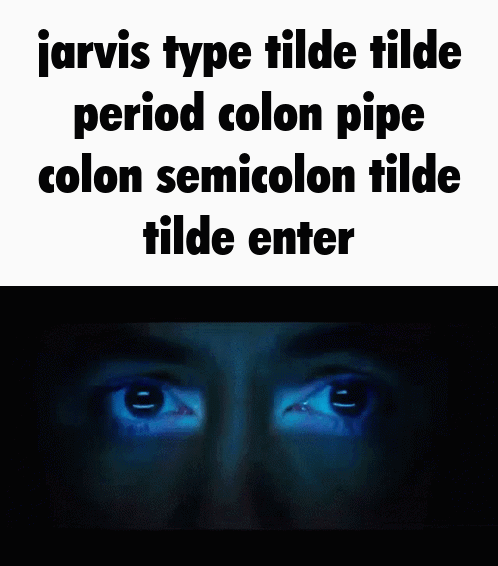 jarvis type tilde tilde
period colon pipe
colon semicolon tilde
tilde enter